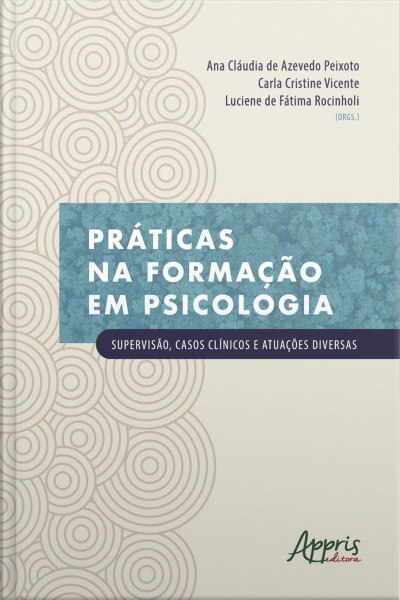 Ana Cláudia de Azevedo Peixoto
Carla Cristine Vicente
Luciene de Fátima Rocinholi
(ORGS.)
PRÁTICAS
NA FORMAÇÃO
EM PSICOLOGIA
SUPERVISÃO, CASOS CLÍNICOS E ATUAÇÕES DIVERSAS
Appris
editora